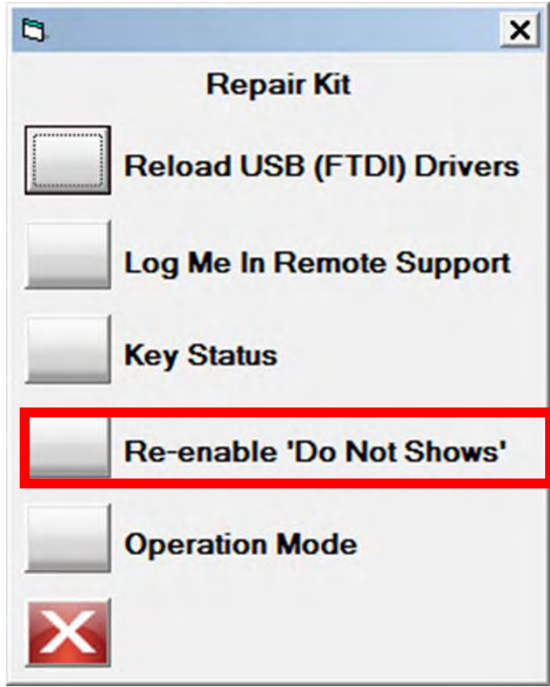 Repair Kit
Reload USB (FTDI) Drivers
Log Me In Remote Support
Key Status
Re-enable 'Do Not Shows'
Operation Mode